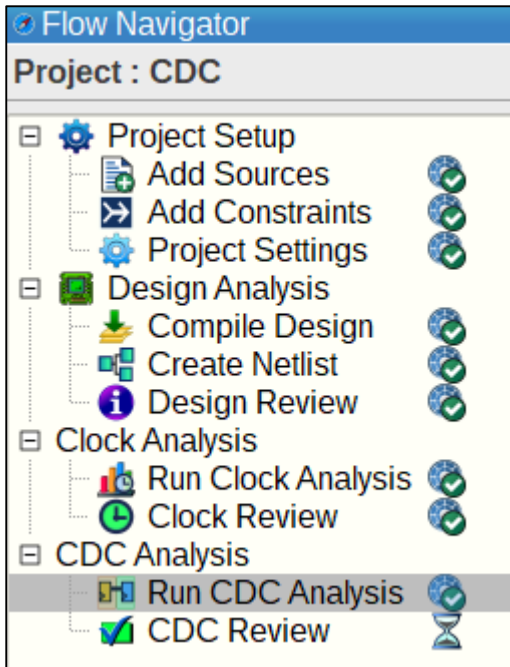 Flow Navigator
Project : CDC
Project Setup
Add Sources
Add Constraints
Project Settings
Design Analysis
Compile Design
Create Netlist
Design Review
Clock Analysis
Run Clock Analysis
Clock Review
CDC Analysis
Run CDC Analysis
CDC Review